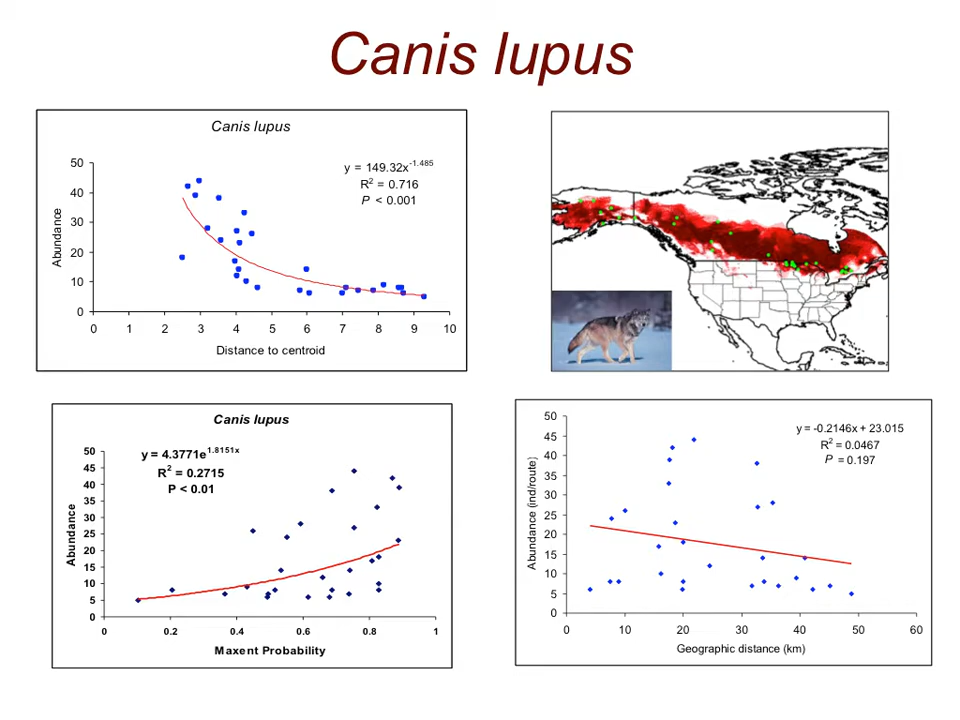 Canis lupus
Canis lupus
y = 149.32x-1.485
R2 = 0.716
P < 0.001
Abundance
50
40
30
20
10
0
0 1 2 3 4 5 6 7 8 9 10
Distance to centroid
Canis lupus
y = 4.3771e1.8151x
R2 = 0.2715
P < 0.01
Abundance
50
45
40
35
30
25
20
15
10
5
0
0 0.2 0.4 0.6 0.8 1
Maxent Probability
y = -0.2146x + 23.015
R2 = 0.0467
P = 0.197
Abundance (ind/route)
50
45
40
35
30
25
20
15
10
5
0
0 10 20 30 40 50 60
Geographic distance (km)